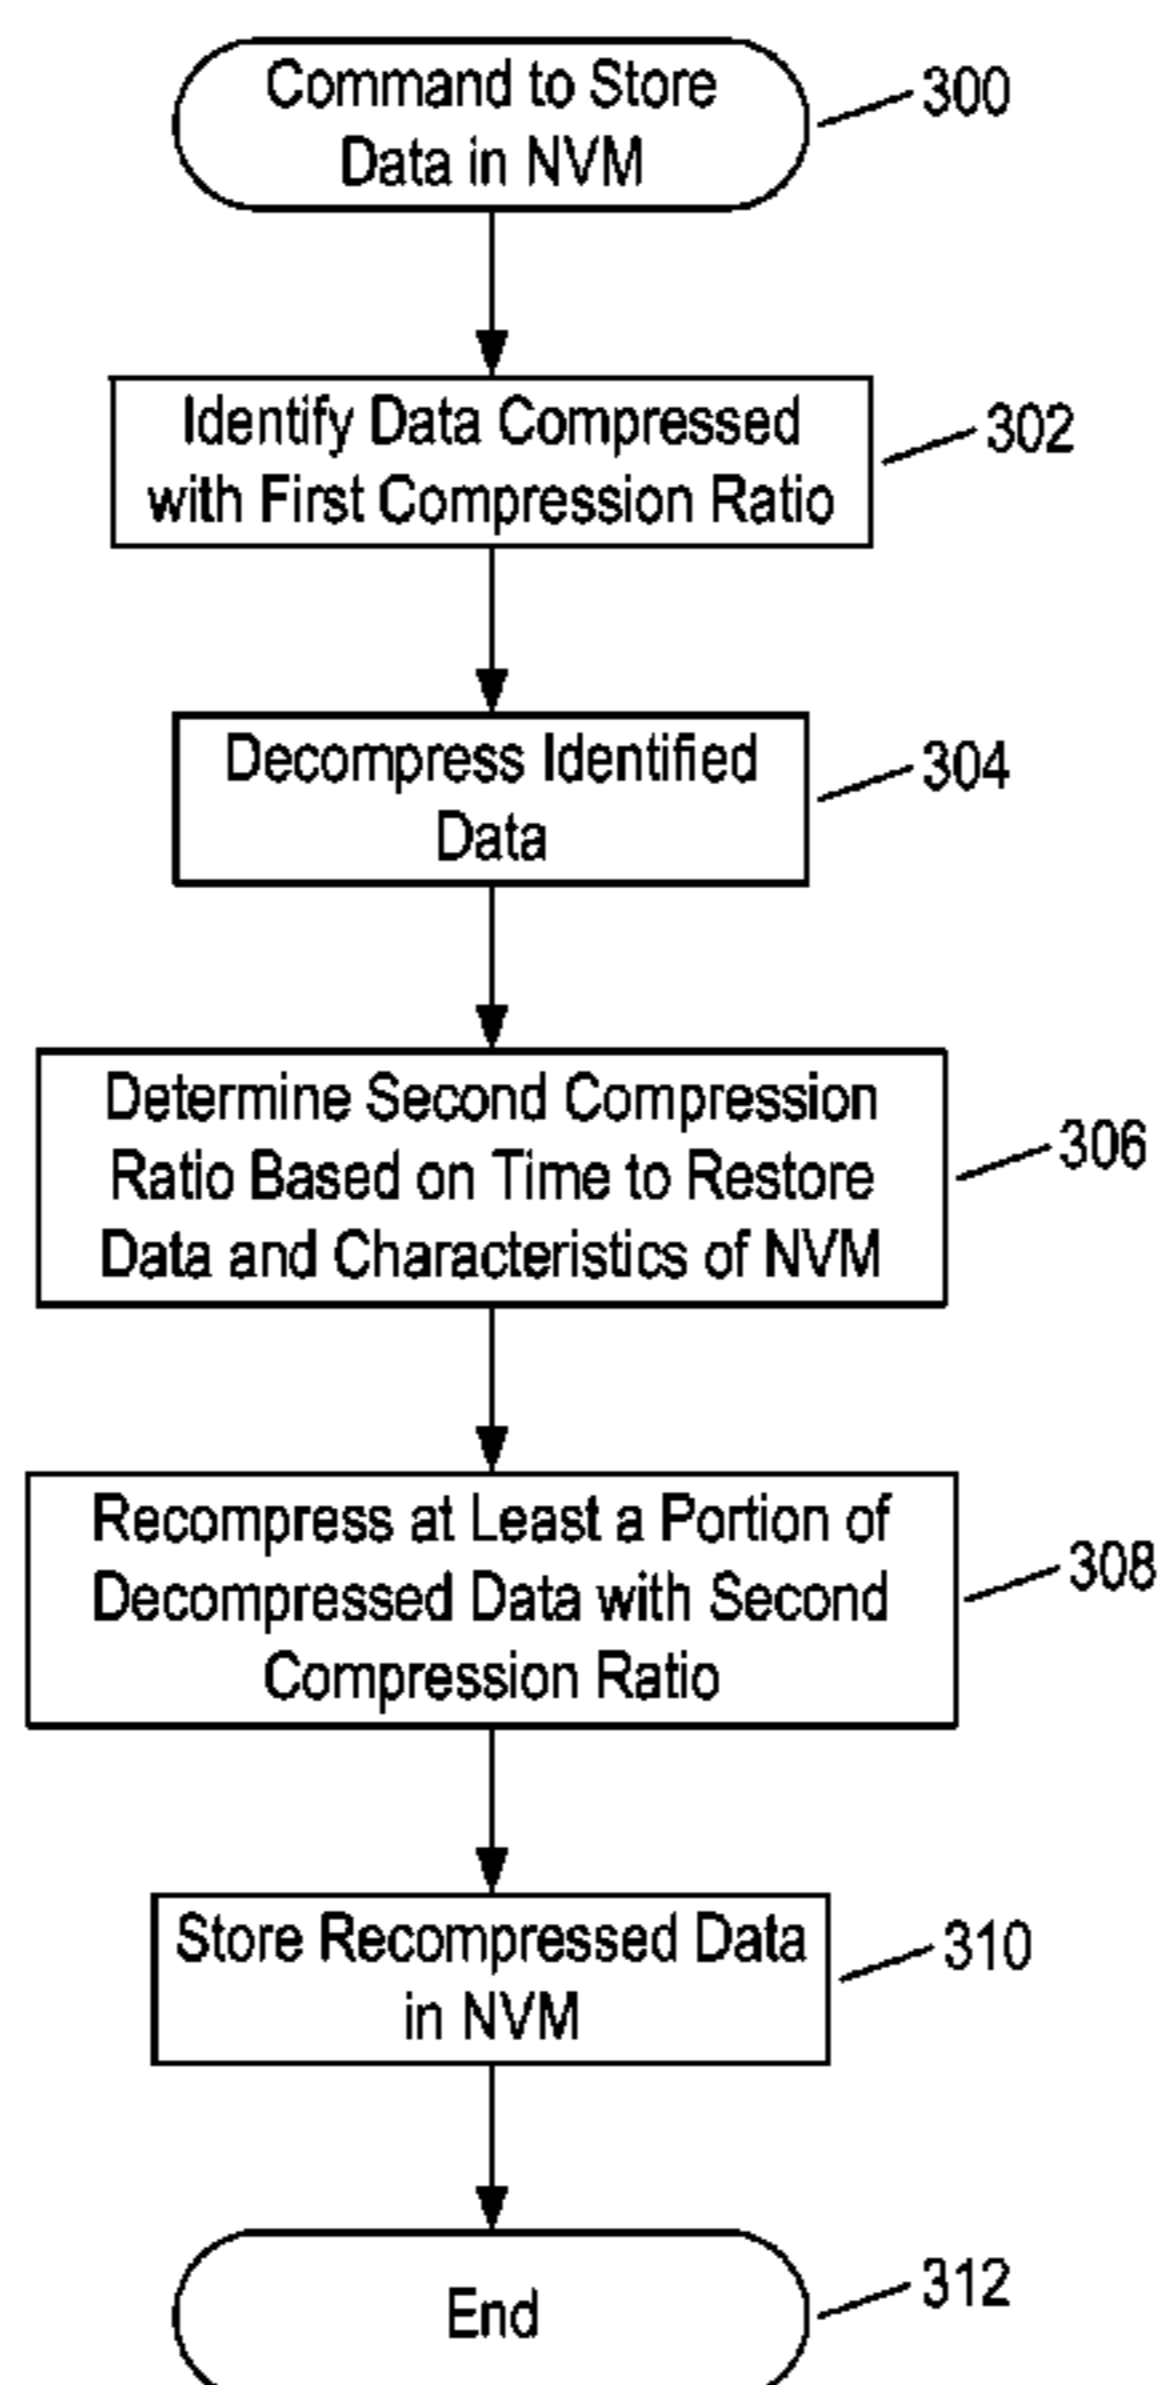 Command to Store
Data in NVM
300
Identify Data Compressed
with First Compression Ratio
302
Decompress Identified
Data
304
Determine Second Compression
Ratio Based on Time to Restore
Data and Characteristics of NVM
306
Recompress at Least a Portion of
Decompressed Data with Second
Compression Ratio
308
Store Recompressed Data
in NVM
310
End
312